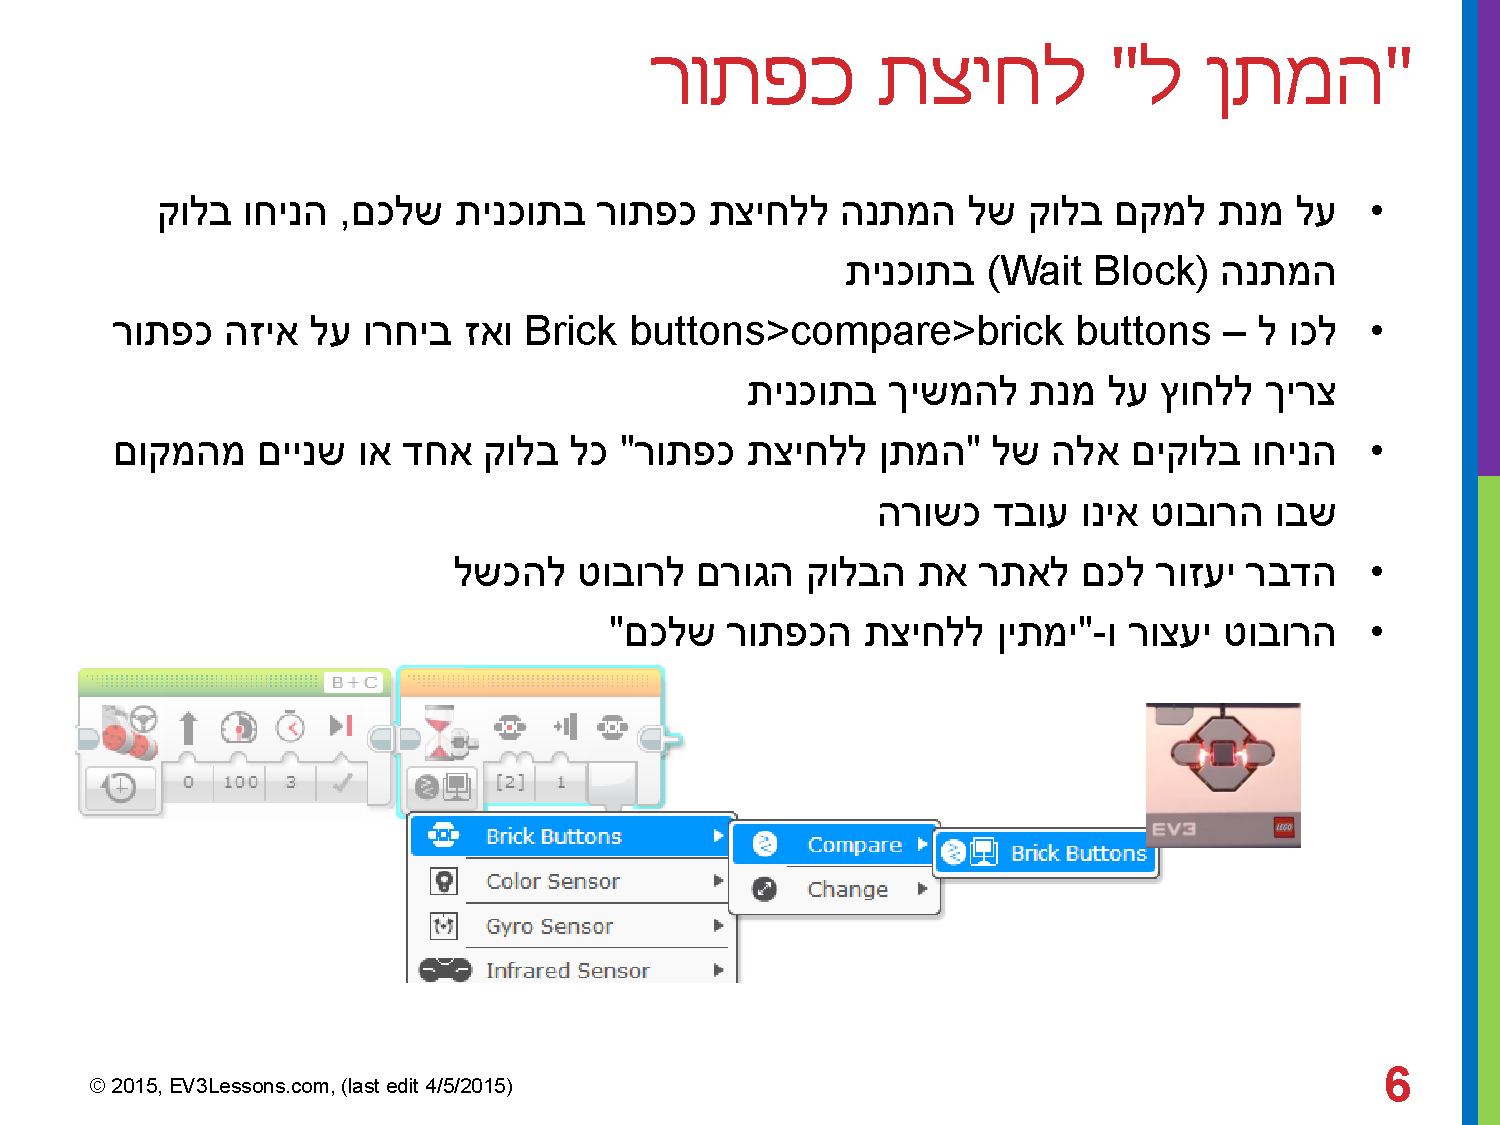 "המתן ל" לחיצת כפתור
• על מנת למקם בלוק של המתנה ללחיצת כפתור בתוכנית שלכם, הניחו בלוק
המתנה (Wait Block) בתוכנית
• לכו ל – Brick buttons>compare>brick buttons ואז ביחרו על איזה כפתור
צריך ללחוץ על מנת להמשיך בתוכנית
• הניחו בלוקים אלה של "המתן ללחיצת כפתור" כל בלוק אחד או שניים מהמקום
שבו הרובוט אינו עובד כשורה
• הדבר יעזור לכם לאתר את הבלוק הגורם לרובוט להכשל
• הרובוט יעצור ו-"ימתין ללחיצת הכפתור שלכם"
B + C
0 100 3
[2] 1
Brick Buttons
Color Sensor
Gyro Sensor
Infrared Sensor
Compare
Change
Brick Buttons
EV3
LEGO
© 2015, EV3Lessons.com, (last edit 4/5/2015)
6